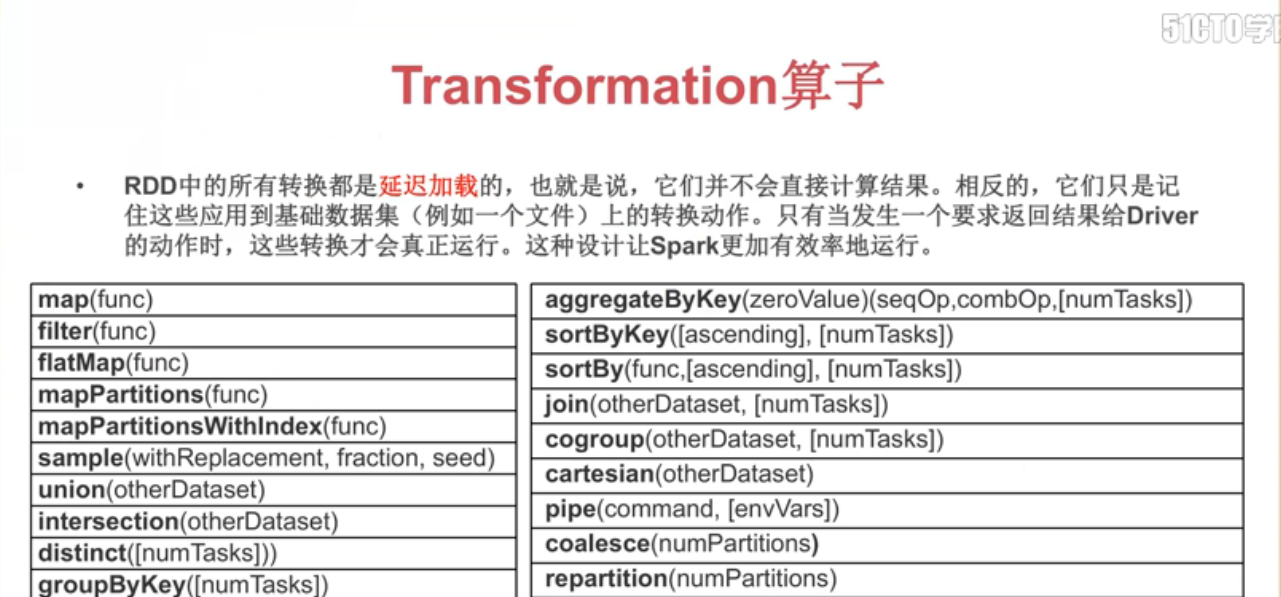 51CTO学
Transformation算子
• RDD中的所有转换都是延迟加载的，也就是说，它们并不会直接计算结果。相反的，它们只是记
住这些应用到基础数据集（例如一个文件）上的转换动作。只有当发生一个要求返回结果给Driver
的动作时，这些转换才会真正运行。这种设计让Spark更加有效率地运行。
map(func)
filter(func)
flatMap(func)
mapPartitions(func)
mapPartitionsWithIndex(func)
sample(withReplacement, fraction, seed)
union(otherDataset)
intersection(otherDataset)
distinct([numTasks]))
groupByKey([numTasks])
aggregateByKey(zeroValue)(seqOp,combOp,[numTasks])
sortByKey([ascending], [numTasks])
sortBy(func,[ascending], [numTasks])
join(otherDataset, [numTasks])
cogroup(otherDataset, [numTasks])
cartesian(otherDataset)
pipe(command, [envVars])
coalesce(numPartitions)
repartition(numPartitions)